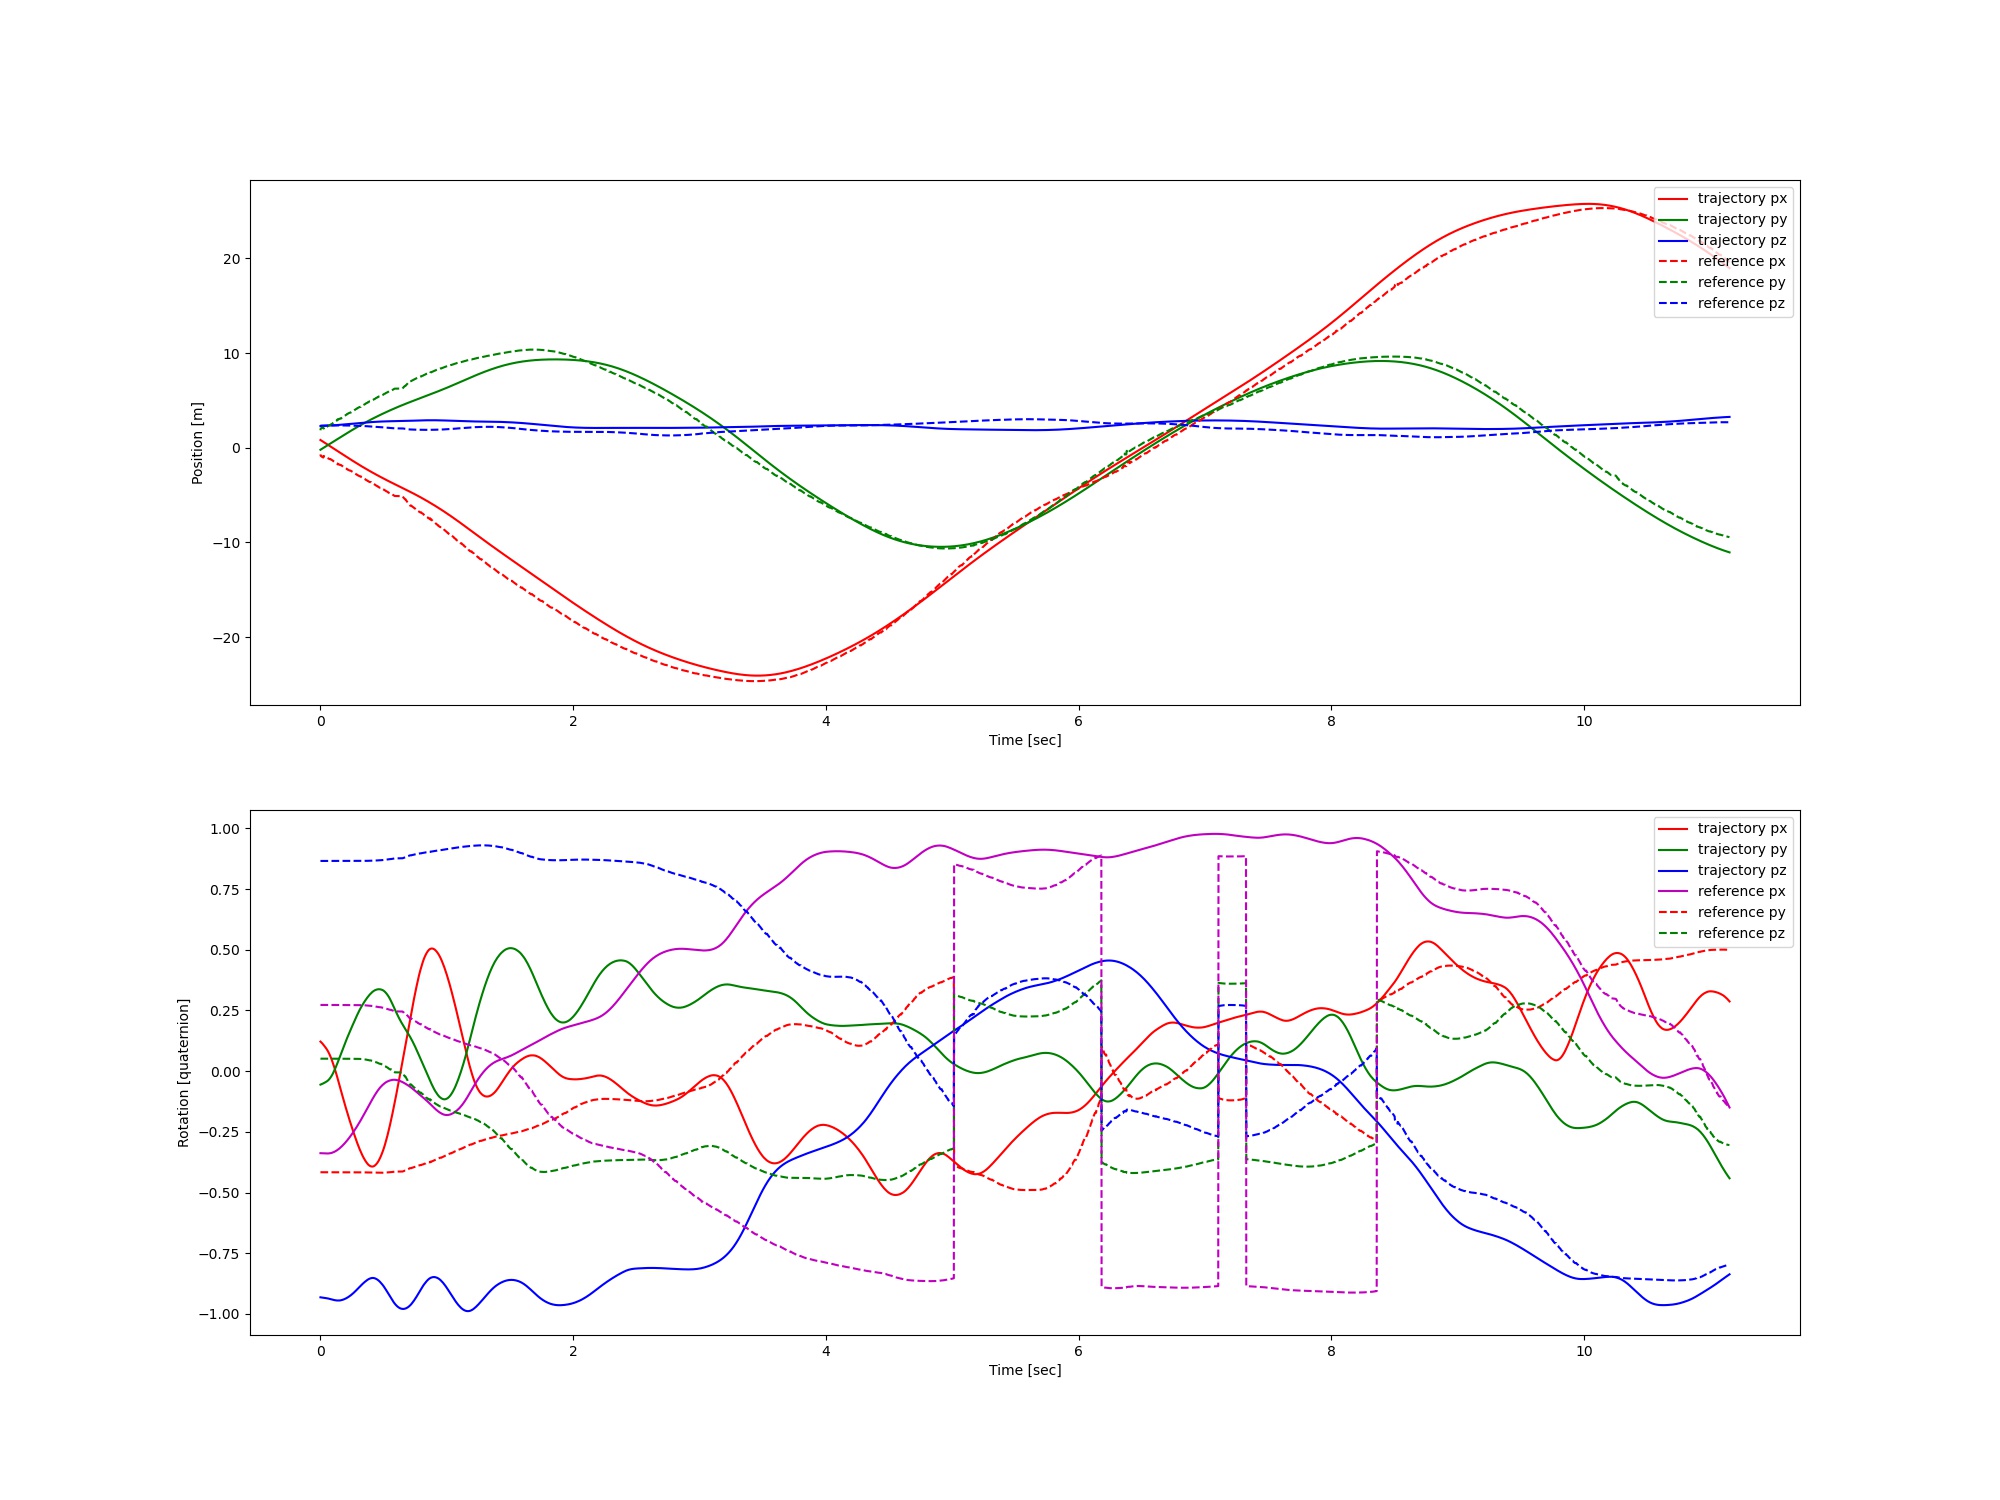 trajectory px
trajectory py
trajectory pz
reference px
reference py
reference pz
20
10
0
−10
−20
Position [m]
0 2 4 6 8 10
Time [sec]
trajectory px
trajectory py
trajectory pz
reference px
reference py
reference pz
1.00
0.75
0.50
0.25
0.00
−0.25
−0.50
−0.75
−1.00
Rotation [quaternion]
0 2 4 6 8 10
Time [sec]